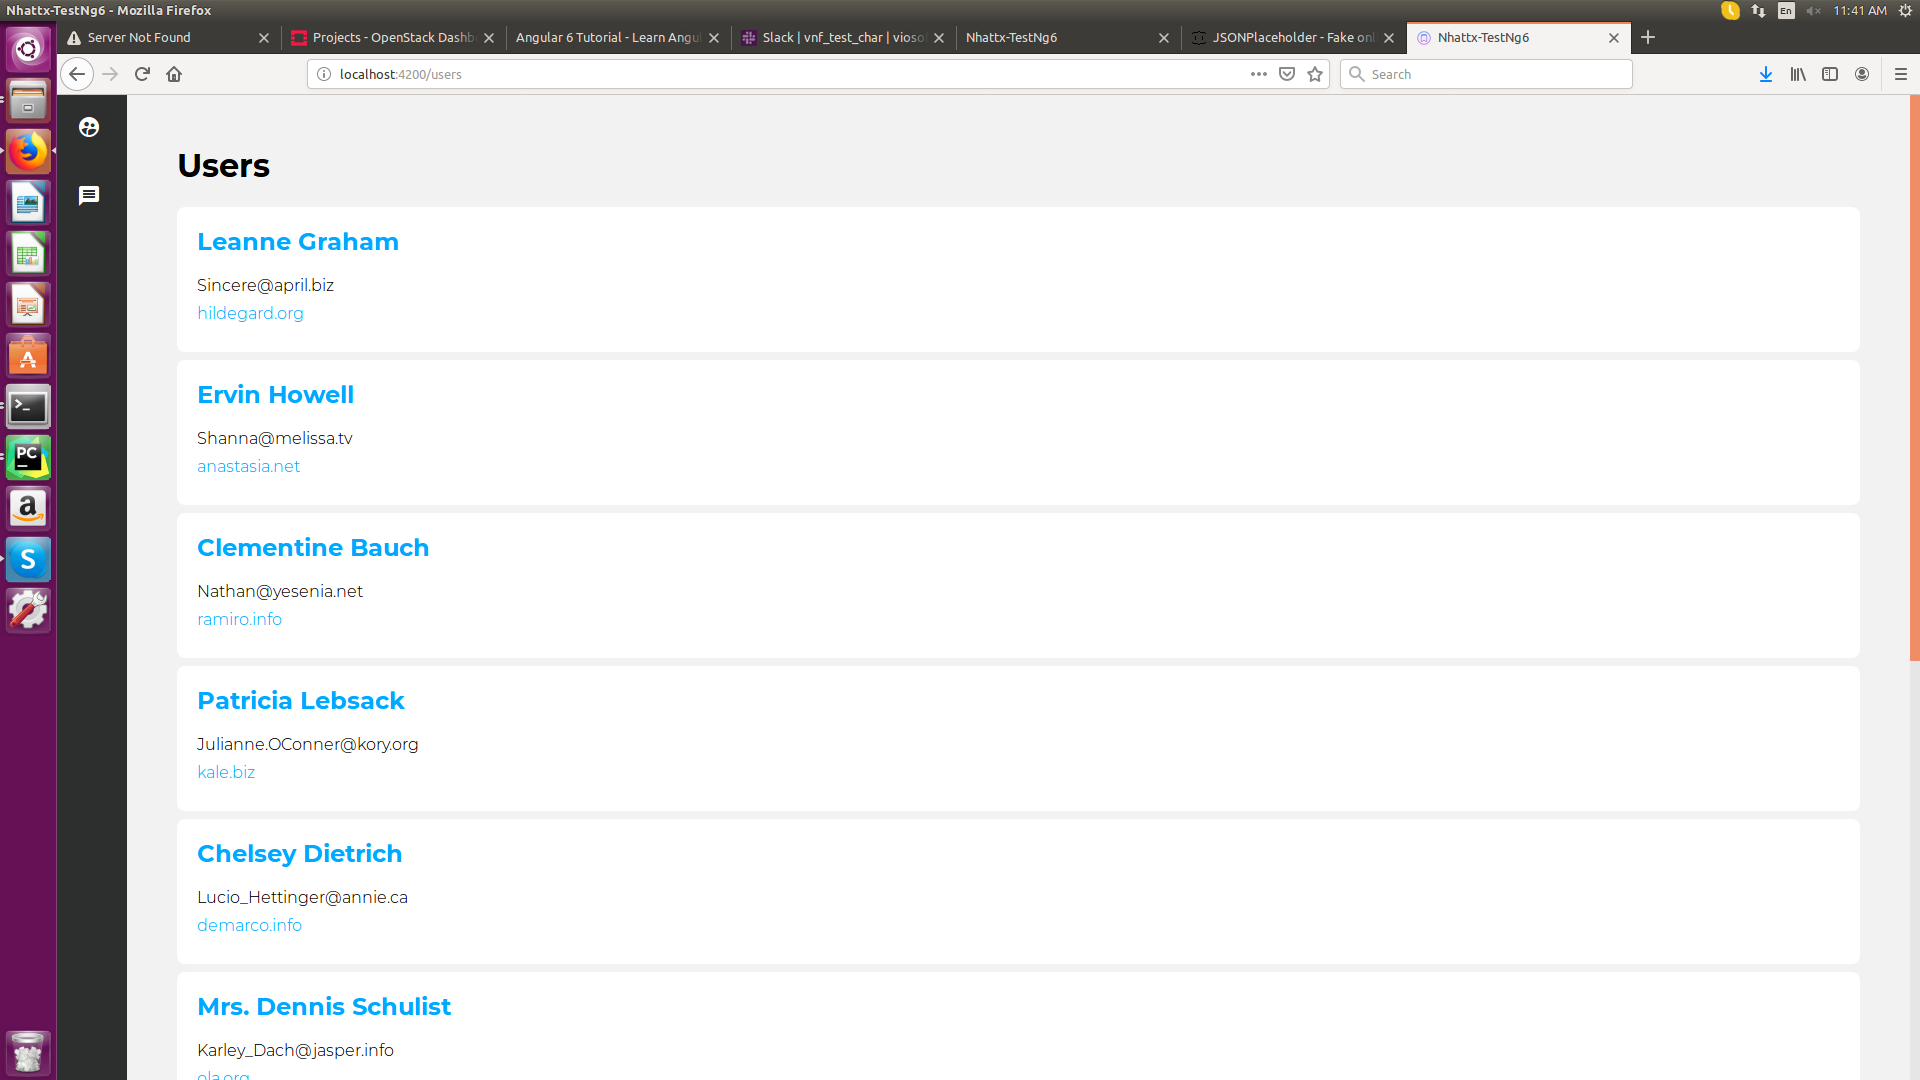 Nhattx-TestNg6 - Mozilla Firefox
En
11:41 AM
Server Not Found
Projects - OpenStack Dashb
Angular 6 Tutorial - Learn Angu
Slack | vnf_test_char | vioso
Nhattx-TestNg6
JSONPlaceholder - Fake onl
Nhattx-TestNg6
localhost:4200/users
Search
Users
Leanne Graham
Sincere@april.biz
hildegard.org
Ervin Howell
Shanna@melissa.tv
anastasia.net
Clementine Bauch
Nathan@yesenia.net
ramiro.info
Patricia Lebsack
Julianne.OConner@kory.org
kale.biz
Chelsey Dietrich
Lucio_Hettinger@annie.ca
demarco.info
Mrs. Dennis Schulist
Karley_Dach@jasper.info
ola.org
PC
a
S